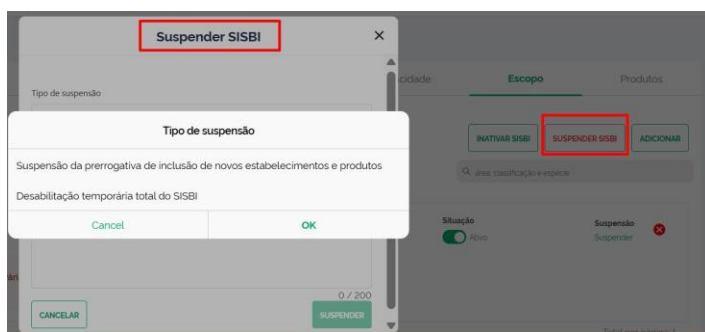 Suspender SISBI
Tipo de suspensão
Tipo de suspensão
Suspensão da prerrogativa de inclusão de novos estabelecimentos e produtos
Desabilitação temporária total do SISBI
Cancel OK
0 / 200
CANCELAR SUSPENDER
cidade Escopo Produtos
INATIVAR SISBI SUSPENDER SISBI ADICIONAR
área, classificação e espécie
Situação Suspensão
Ativo Suspender